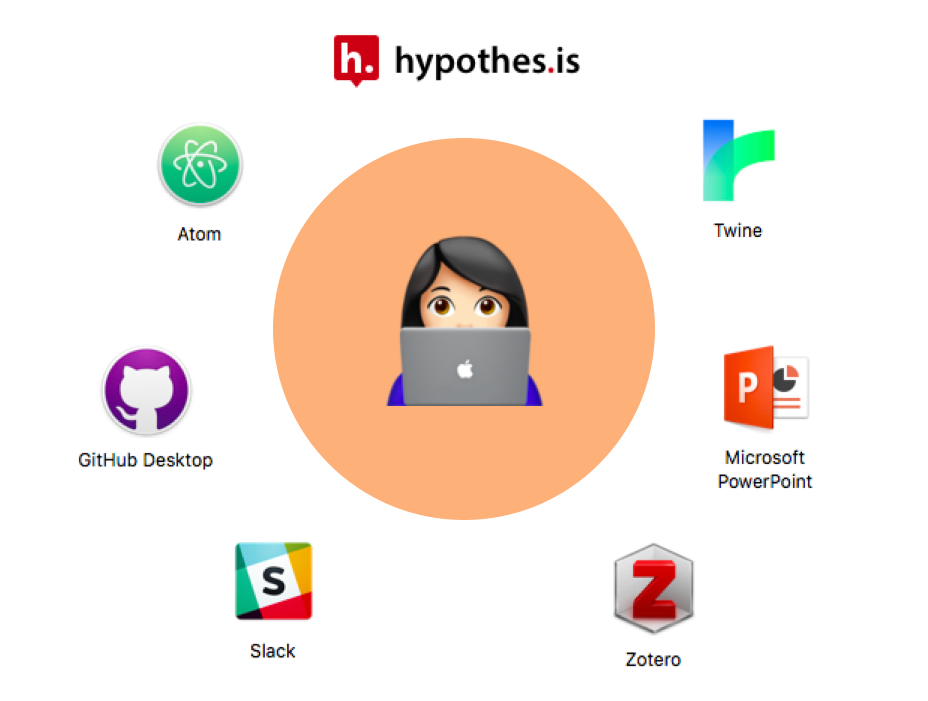 h. hypothes.is
Atom
Twine
GitHub Desktop
P
Microsoft
PowerPoint
S
Slack
Z
Zotero